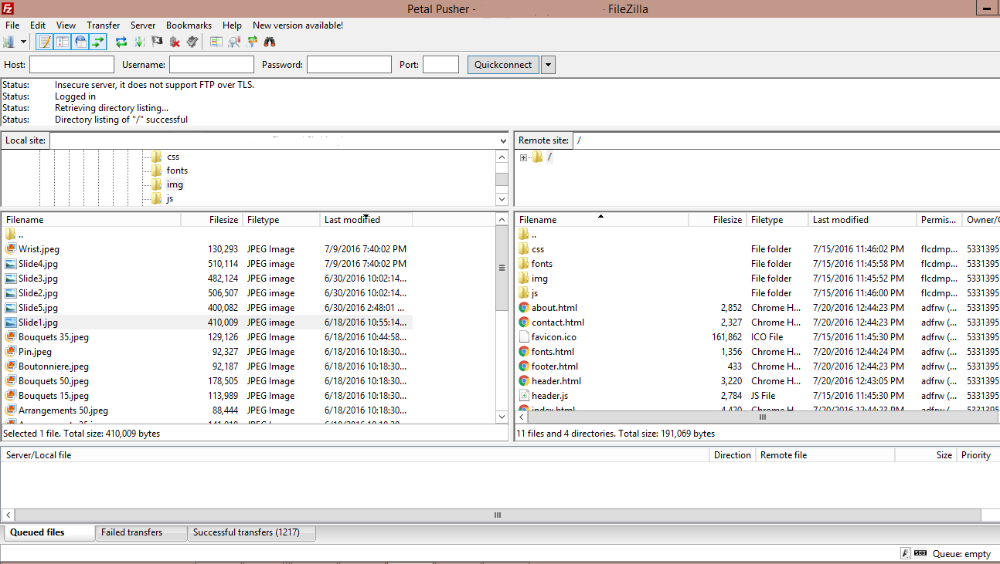 Petal Pusher - - FileZilla
File Edit View Transfer Server Bookmarks Help New version available!
Host: Username: Password: Port: Quickconnect
Status: Insecure server, it does not support FTP over TLS.
Status: Logged in
Status: Retrieving directory listing...
Status: Directory listing of "/" successful
Local site: Remote site: /
css /
fonts
img
js
Filename Filesize Filetype Last modified Filename Filesize Filetype Last modified Permis... Owner/
.. ..
Wrist.jpeg 130,293 JPEG Image 7/9/2016 7:40:02 PM css File folder 7/15/2016 11:46:02 PM flcdmp... 5331395
Slide4.jpg 510,114 JPEG image 7/9/2016 7:40:02 PM fonts File folder 7/15/2016 11:45:58 PM flcdmp... 5331395
Slide3.jpg 482,124 JPEG image 6/30/2016 10:02:14... img File folder 7/15/2016 11:45:52 PM flcdmp... 5331395
Slide2.jpg 506,507 JPEG image 6/30/2016 10:02:14... js File folder 7/15/2016 11:46:00 PM flcdmp... 5331395
Slide5.jpg 400,082 JPEG image 6/30/2016 2:48:01 ... about.html 2,852 Chrome H... 7/20/2016 12:44:23 PM adfrw (... 5331395
Slide1.jpg 410,009 JPEG image 6/18/2016 10:55:14... contact.html 2,327 Chrome H... 7/20/2016 12:44:23 PM adfrw (... 5331395
Bouquets 35.jpeg 129,126 JPEG Image 6/18/2016 10:44:58... favicon.ico 161,862 ICO File 7/15/2016 11:45:30 PM adfrw (... 5331395
Pin.jpeg 92,327 JPEG Image 6/18/2016 10:18:30... fonts.html 1,356 Chrome H... 7/20/2016 12:44:24 PM adfrw (... 5331395
Boutonniere.jpeg 92,187 JPEG Image 6/18/2016 10:18:30... footer.html 433 Chrome H... 7/20/2016 12:44:23 PM adfrw (... 5331395
Bouquets 50.jpeg 178,505 JPEG Image 6/18/2016 10:18:30... header.html 3,220 Chrome H... 7/20/2016 12:43:05 PM adfrw (... 5331395
Bouquets 15.jpeg 113,989 JPEG Image 6/18/2016 10:18:30... header.js 2,784 JS File 7/15/2016 11:45:30 PM adfrw (... 5331395
Arrangements 50.jpeg 88,444 JPEG Image 6/18/2016 10:18:30... index.html 4,420 Chrome H... 7/20/2016 12:44:23 PM adfrw (... 5331395
Selected 1 file. Total size: 410,009 bytes 11 files and 4 directories. Total size: 191,069 bytes
Server/Local file Direction Remote file Size Priority
Queued files Failed transfers Successful transfers (1217)
Queue: empty